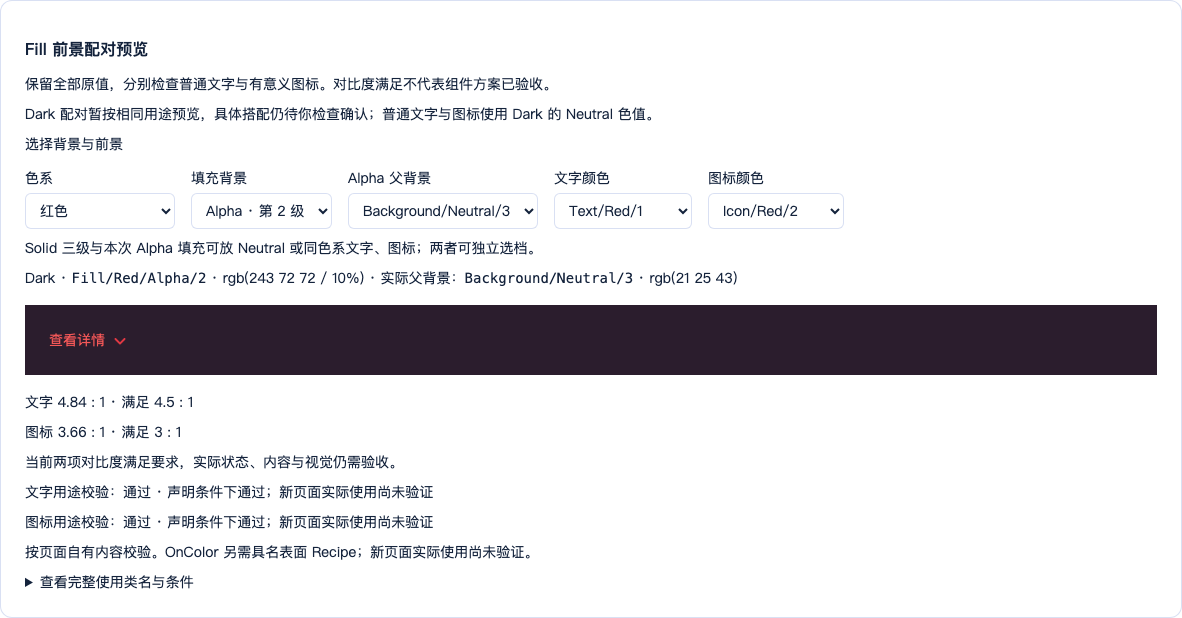 Fill 前景配对预览
保留全部原值，分别检查普通文字与有意义图标。对比度满足不代表组件方案已验收。
Dark 配对暂按相同用途预览，具体搭配仍待你检查确认；普通文字与图标使用 Dark 的 Neutral 色值。
选择背景与前景
色系 填充背景 Alpha 父背景 文字颜色 图标颜色
红色 Alpha · 第 2 级 Background/Neutral/3 Text/Red/1 Icon/Red/2
Solid 三级与本次 Alpha 填充可放 Neutral 或同色系文字、图标；两者可独立选档。
Dark · Fill/Red/Alpha/2 · rgb(243 72 72 / 10%) · 实际父背景：Background/Neutral/3 · rgb(21 25 43)
查看详情
文字 4.84 : 1 · 满足 4.5 : 1
图标 3.66 : 1 · 满足 3 : 1
当前两项对比度满足要求，实际状态、内容与视觉仍需验收。
文字用途校验：通过 · 声明条件下通过；新页面实际使用尚未验证
图标用途校验：通过 · 声明条件下通过；新页面实际使用尚未验证
按页面自有内容校验。OnColor 另需具名表面 Recipe；新页面实际使用尚未验证。
▶ 查看完整使用类名与条件